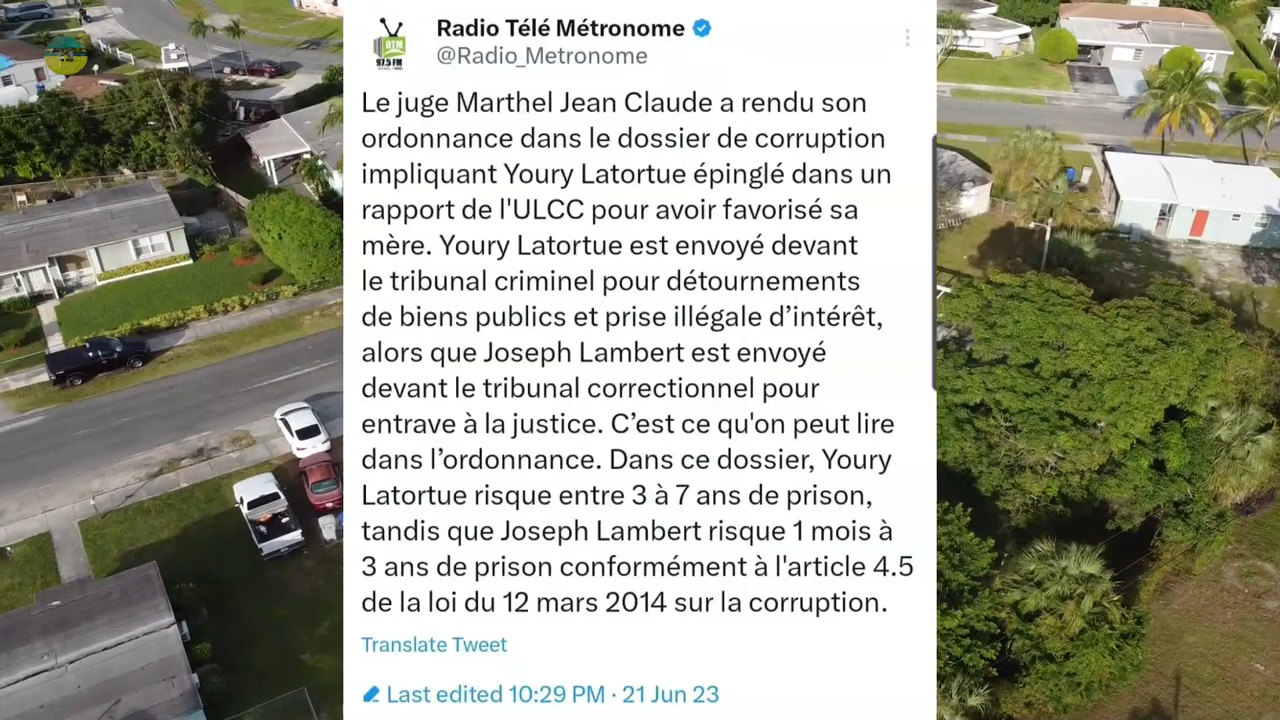 Radio Télé Métronome
@Radio_Metronome
RTM
97.5 FM
Le juge Marthel Jean Claude a rendu son
ordonnance dans le dossier de corruption
impliquant Youry Latortue épinglé dans un
rapport de l'ULCC pour avoir favorisé sa
mère. Youry Latortue est envoyé devant
le tribunal criminel pour détournements
de biens publics et prise illégale d’intérêt,
alors que Joseph Lambert est envoyé
devant le tribunal correctionnel pour
entrave à la justice. C’est ce qu'on peut lire
dans l’ordonnance. Dans ce dossier, Youry
Latortue risque entre 3 à 7 ans de prison,
tandis que Joseph Lambert risque 1 mois à
3 ans de prison conformément à l'article 4.5
de la loi du 12 mars 2014 sur la corruption.
Translate Tweet
Last edited 10:29 PM · 21 Jun 23